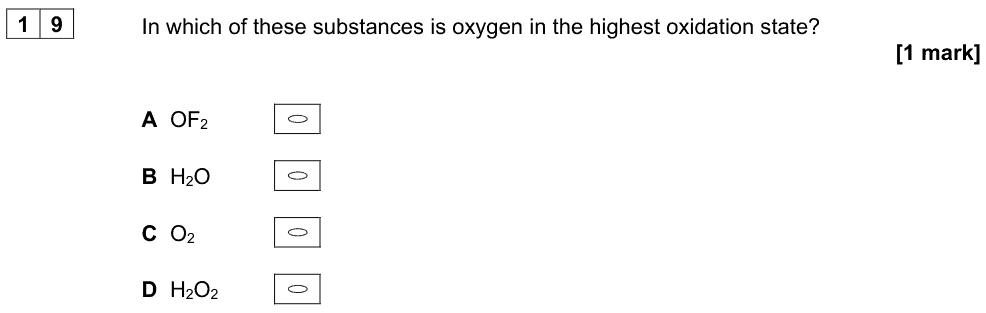 1 9 In which of these substances is oxygen in the highest oxidation state?
[1 mark]
A OF₂
B H₂O
C O₂
D H₂O₂